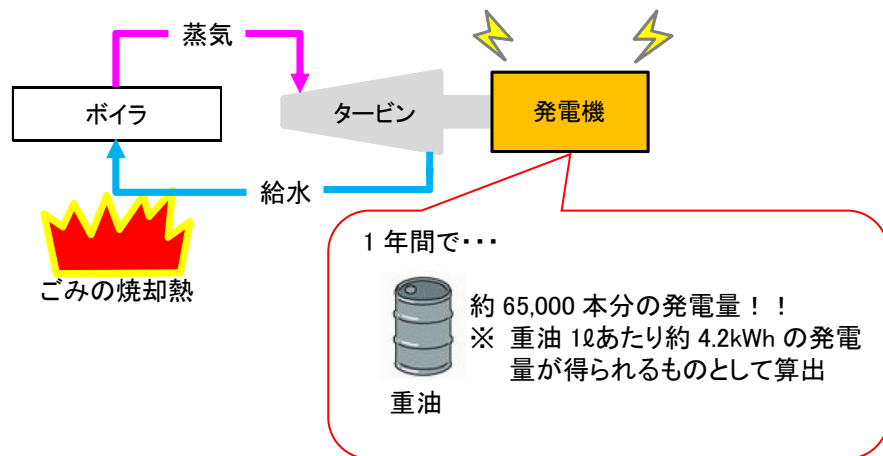 蒸気
ボイラ
タービン
発電機
給水
ごみの焼却熱
1 年間で・・・
約 65,000 本分の発電量！！
※ 重油 1ℓあたり約 4.2kWh の発電
量が得られるものとして算出
重油